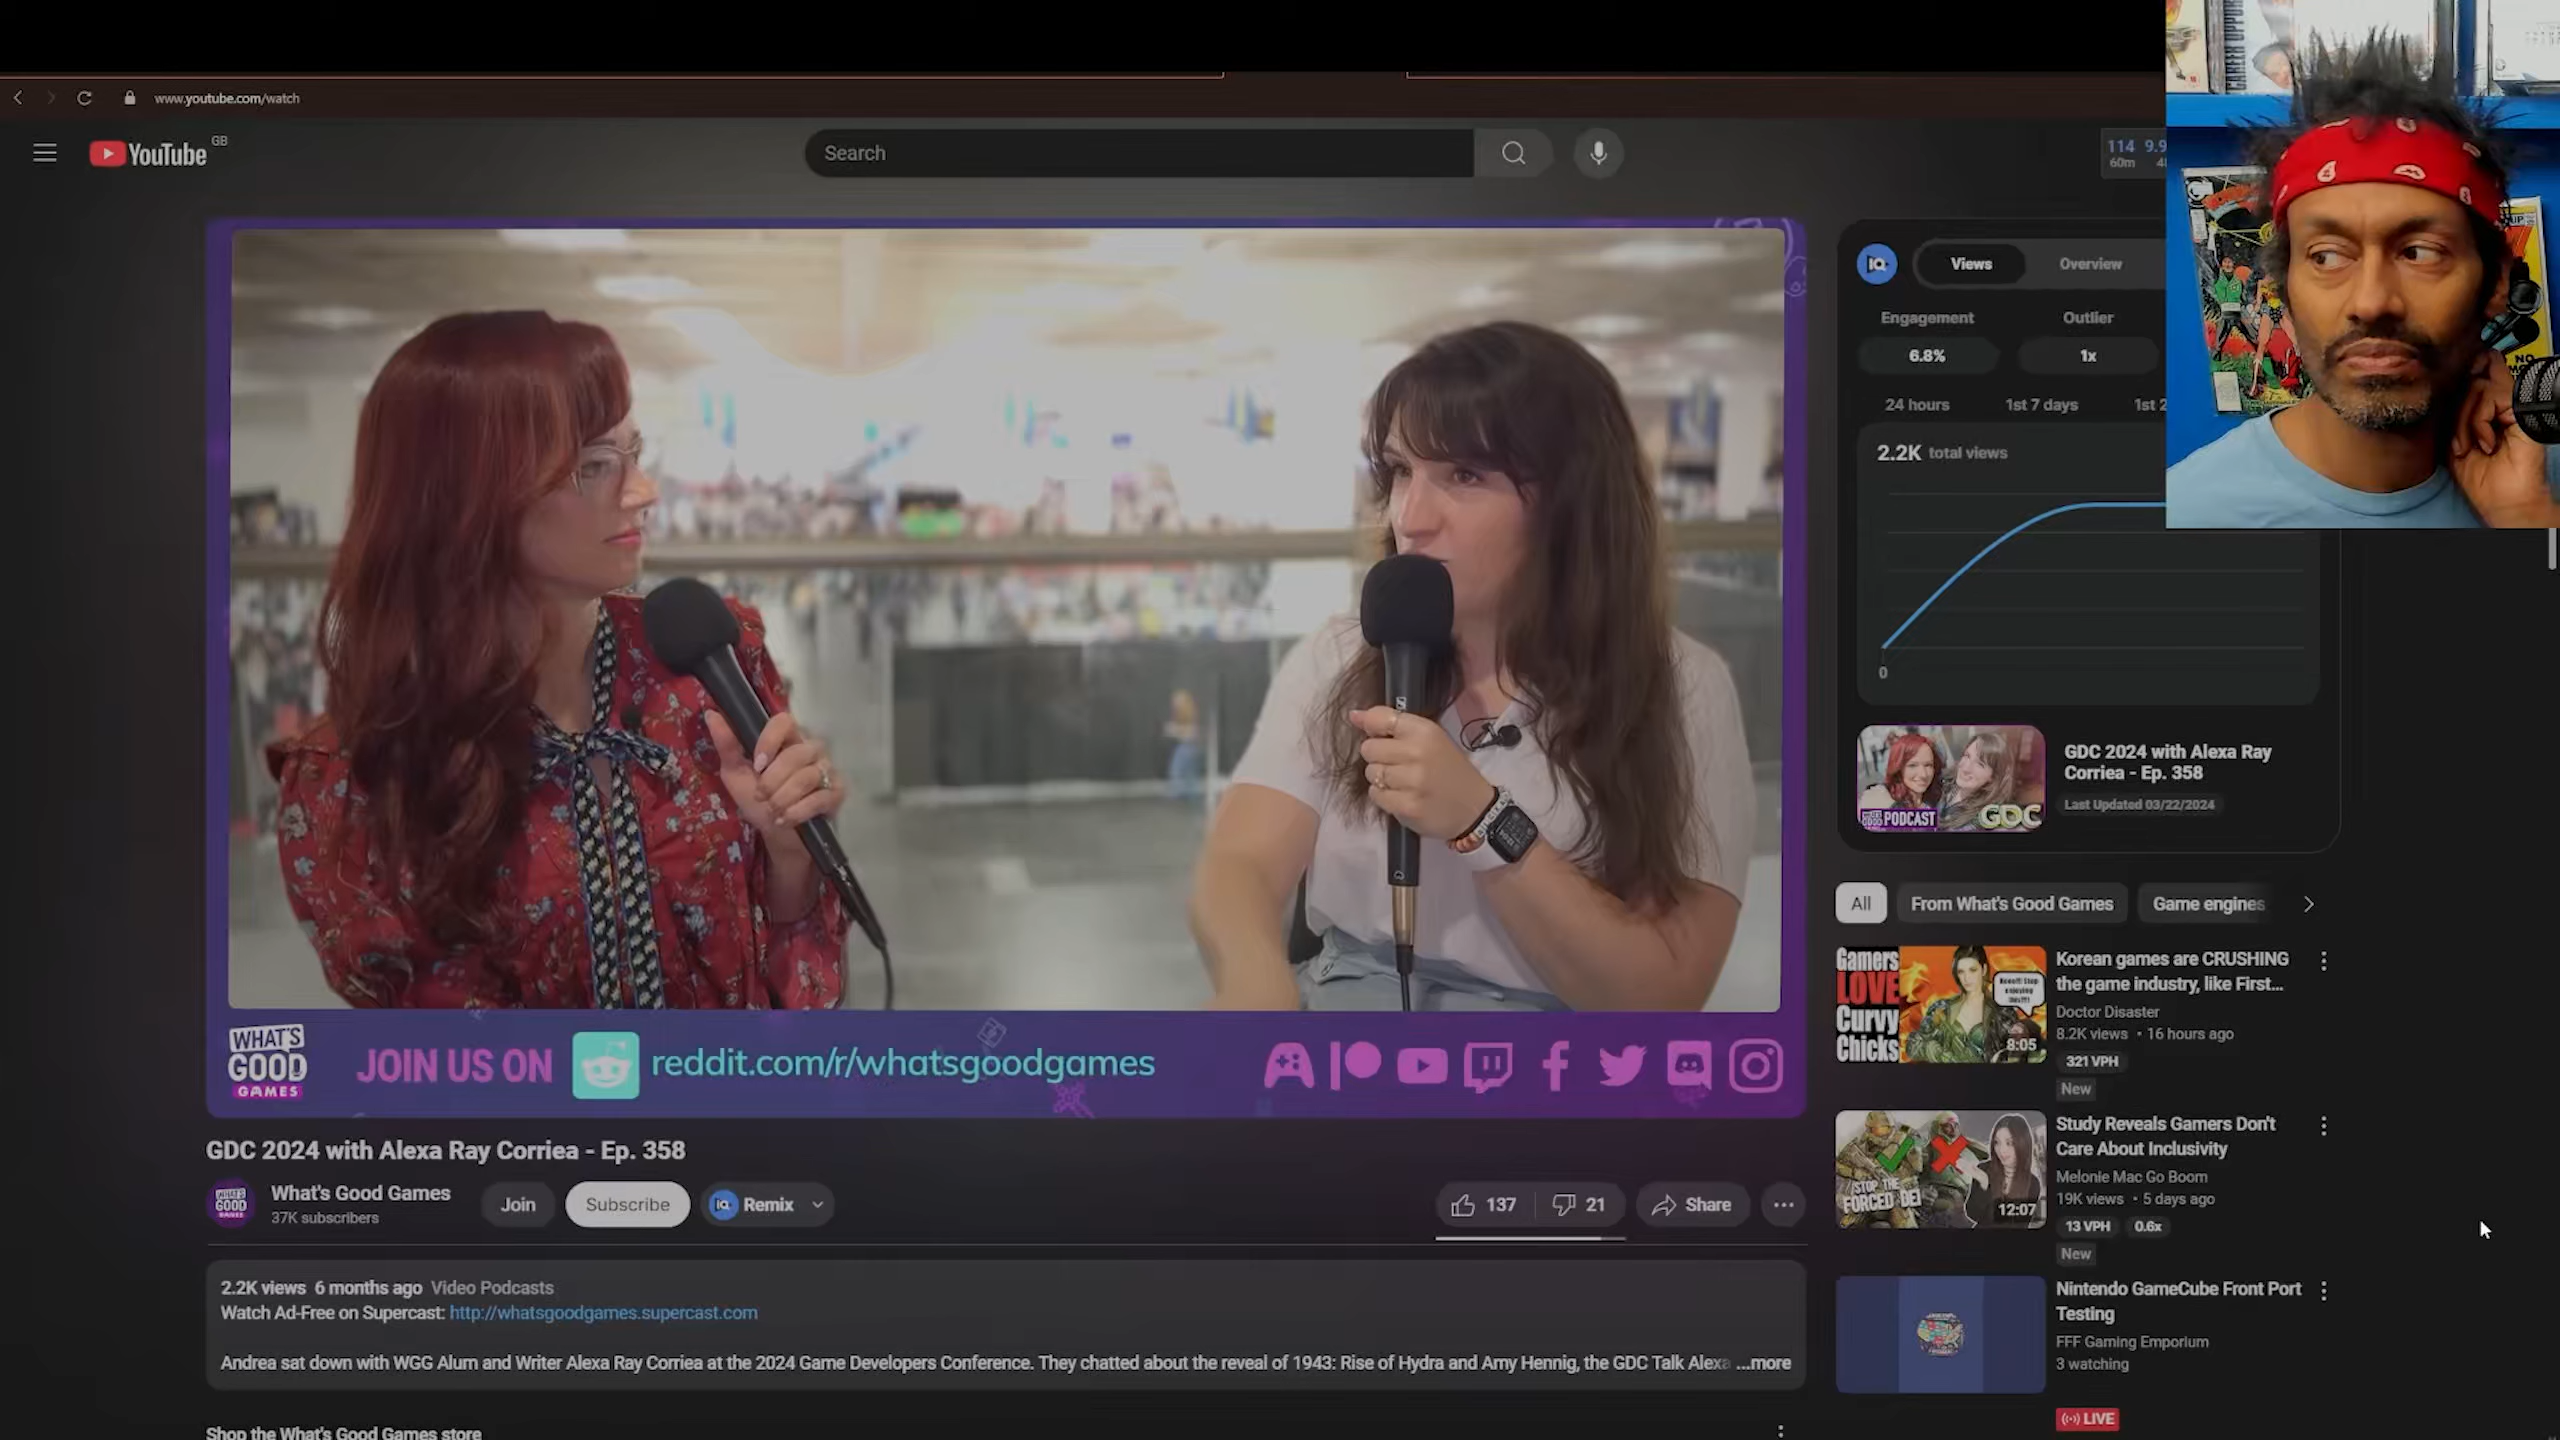 www.youtube.com/watch
YouTube GB
Search
114 9.9
60m
Views
Overview
Engagement
Outlier
6.8%
1x
24 hours
1st 7 days
1st 2
2.2K total views
0
GDC 2024 with Alexa Ray
Corriea - Ep. 358
Last Updated 03/22/2024
PODCAST
GDC
All
From What's Good Games
Game engines
Gamers
LOVE
Curvy
Chicks
8:05
Korean games are CRUSHING
the game industry, like First...
Doctor Disaster
8.2K views • 16 hours ago
321 VPH
New
STOP THE
FORCED DEI
12:07
Study Reveals Gamers Don't
Care About Inclusivity
Melonie Mac Go Boom
19K views • 5 days ago
13 VPH 0.6x
New
Nintendo GameCube Front Port
Testing
FFF Gaming Emporium
3 watching
LIVE
WHAT'S
GOOD
GAMES
JOIN US ON
reddit.com/r/whatsgoodgames
GDC 2024 with Alexa Ray Corriea - Ep. 358
What's Good Games
37K subscribers
Join
Subscribe
Remix
137
21
Share
2.2K views 6 months ago Video Podcasts
Watch Ad-Free on Supercast: http://whatsgoodgames.supercast.com
Andrea sat down with WGG Alum and Writer Alexa Ray Corriea at the 2024 Game Developers Conference. They chatted about the reveal of 1943: Rise of Hydra and Amy Hennig, the GDC Talk Alexa ...more
Shop the What's Good Games store